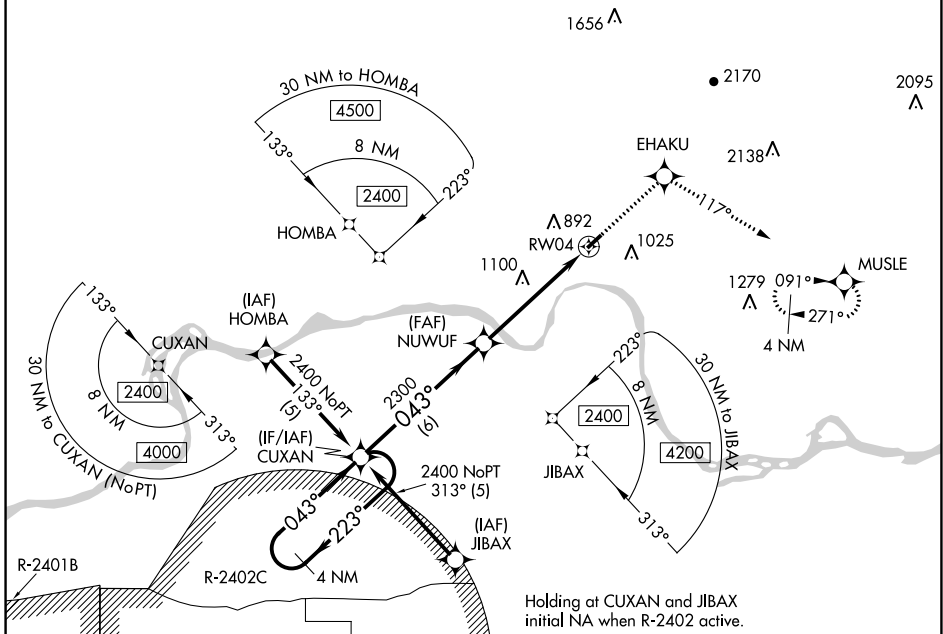 1656
2170
2095
30 NM to HOMBA
4500
133°
8 NM
2400
223°
HOMBA
EHAKU
2138
117°
892
RW04
1025
1100
MUSLE
1279
091°
271°
4 NM
133°
CUXAN
2400
8 NM
313°
4000
30 NM to CUXAN (NoPT)
(IAF)
HOMBA
2400 NoPT
133°
(5)
(FAF)
NUWUF
2300
043°
(6)
(IF/IAF)
CUXAN
223°
2400
8 NM
30 NM to JIBAX
4200
JIBAX
313°
2400 NoPT
313° (5)
(IAF)
JIBAX
043°
223°
4 NM
R-2401B
R-2402C
Holding at CUXAN and JIBAX
initial NA when R-2402 active.